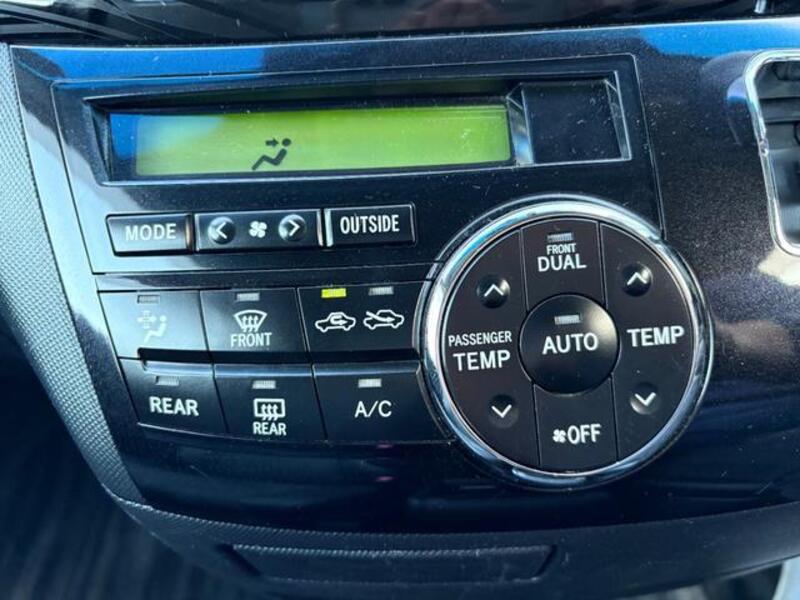 MODE
OUTSIDE
FRONT
DUAL
PASSENGER
TEMP
AUTO
TEMP
FRONT
REAR
REAR
A/C
OFF